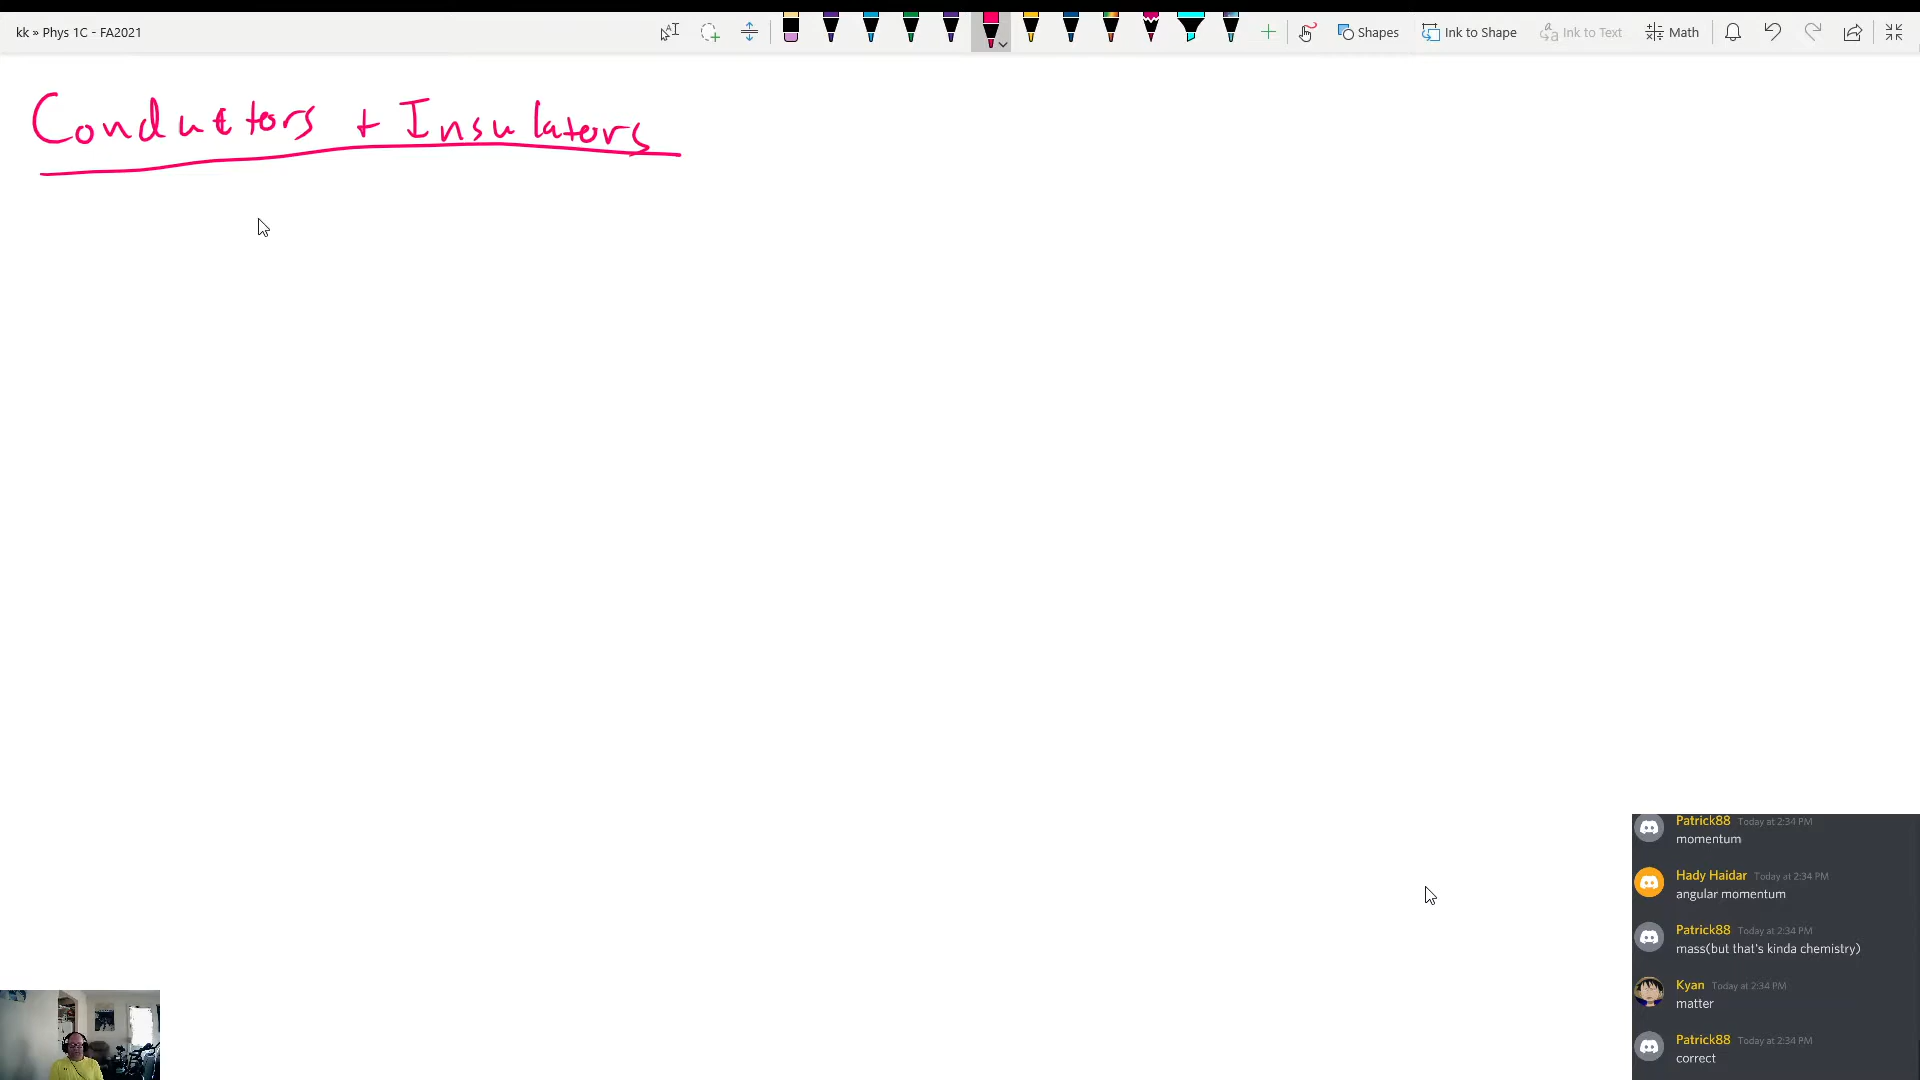 kk » Phys 1C - FA2021
Shapes
Ink to Shape
Ink to Text
Math
Conductors + Insulators
Patrick88 Today at 2:34 PM
momentum
Hady Haidar Today at 2:34 PM
angular momentum
Patrick88 Today at 2:34 PM
mass(but that's kinda chemistry)
Kyan Today at 2:34 PM
matter
Patrick88 Today at 2:34 PM
correct